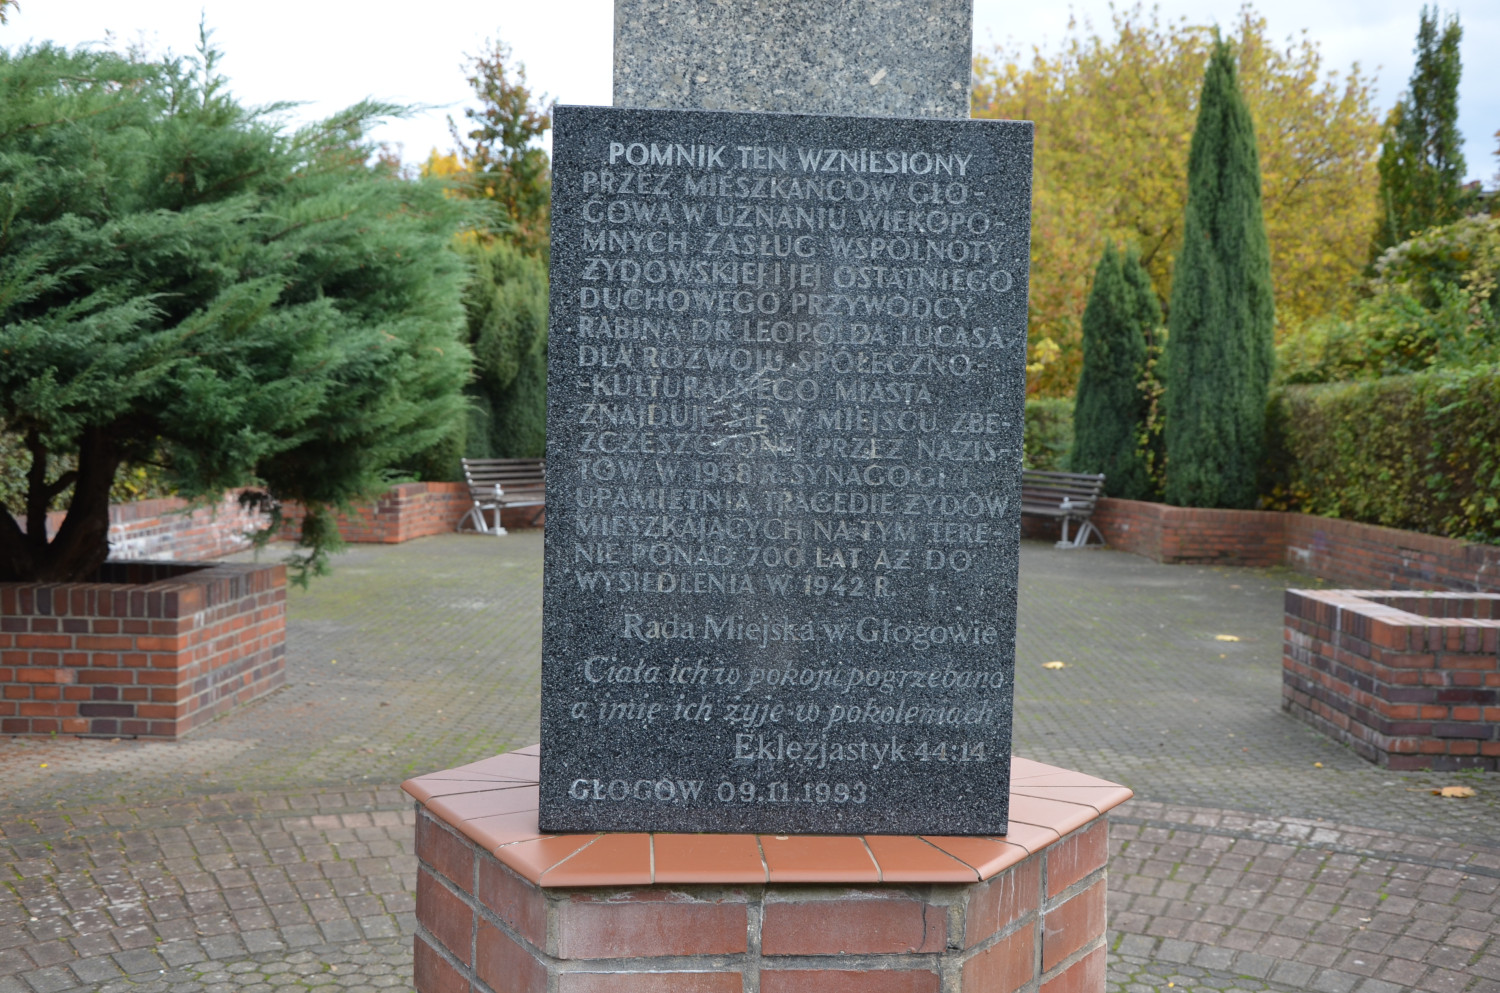 POMNIK TEN WZNIESIONY
PRZEZ MIESZKAŃCÓW GŁO-
GOWA W UZNANIU WIEKOPO-
MNYCH ZASŁUG WSPÓLNOTY
ŻYDOWSKIEJ I JEJ OSTATNIEGO
DUCHOWEGO PRZYWÓDCY
RABINA DR LEOPOLDA LUCASA
DLA ROZWOJU SPOŁECZNO-
-KULTURALNEGO MIASTA
ZNAJDUJE SIĘ W MIEJSCU ZBE-
ZCZESZCZONEJ PRZEZ NAZIS-
TÓW W 1938 R. SYNAGOGI I
UPAMIĘTNIA TRAGEDIĘ ŻYDÓW
MIESZKAJĄCYCH NA TYM TERE-
NIE PONAD 700 LAT AŻ DO
WYSIEDLENIA W 1942 R.
Rada Miejska w Głogowie
Ciała ich w pokoju pogrzebano
a imię ich żyje w pokoleniach
Eklezjastyk 44:14
GŁOGÓW 09.11.1993